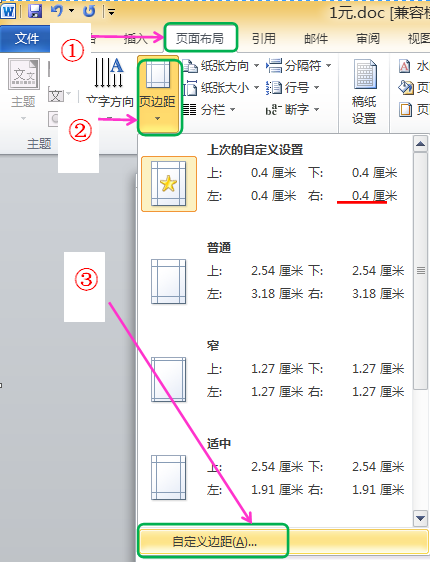 W
1元.doc [兼容模
①
文件
插入
页面布局
引用
邮件
审阅
视图
文
文
主题
文字方向
页边距
纸张方向
纸张大小
分栏
分隔符
行号
断字
稿纸
设置
水
页
页
②
主题
上次的自定义设置
上: 0.4 厘米 下: 0.4 厘米
左: 0.4 厘米 右: 0.4 厘米
普通
上: 2.54 厘米 下: 2.54 厘米
左: 3.18 厘米 右: 3.18 厘米
③
窄
上: 1.27 厘米 下: 1.27 厘米
左: 1.27 厘米 右: 1.27 厘米
适中
上: 2.54 厘米 下: 2.54 厘米
左: 1.91 厘米 右: 1.91 厘米
自定义边距(A)...